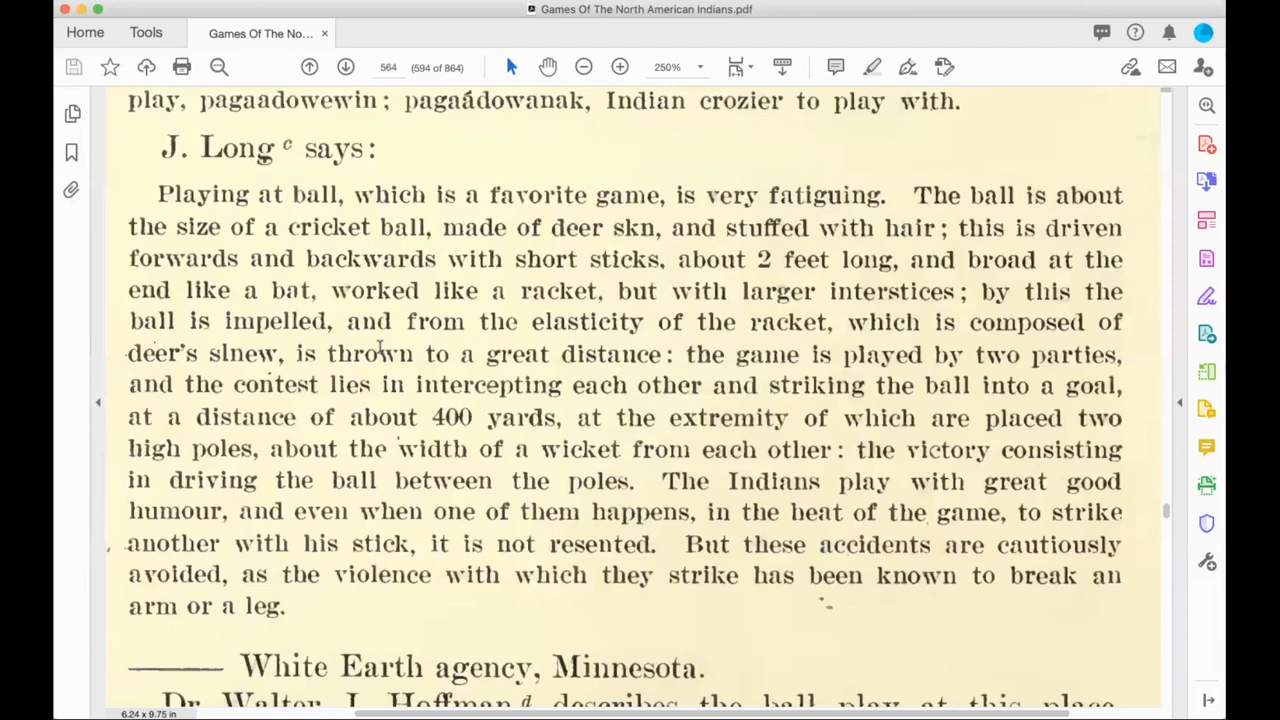 Games Of The North American Indians.pdf
Home Tools Games Of The No... ×
564 (594 of 864) 250%
play, pagaadowewin; pagaádowanak, Indian crozier to play with.
J. Long c says:
Playing at ball, which is a favorite game, is very fatiguing. The ball is about
the size of a cricket ball, made of deer skn, and stuffed with hair; this is driven
forwards and backwards with short sticks, about 2 feet long, and broad at the
end like a bat, worked like a racket, but with larger interstices; by this the
ball is impelled, and from the elasticity of the racket, which is composed of
deer's sinew, is thrown to a great distance: the game is played by two parties,
and the contest lies in intercepting each other and striking the ball into a goal,
at a distance of about 400 yards, at the extremity of which are placed two
high poles, about the width of a wicket from each other: the victory consisting
in driving the ball between the poles. The Indians play with great good
humour, and even when one of them happens, in the heat of the game, to strike
another with his stick, it is not resented. But these accidents are cautiously
avoided, as the violence with which they strike has been known to break an
arm or a leg.
—— White Earth agency, Minnesota.
Dr Walter J. Hoffman d describes the ball play at this place
6.24 x 9.75 in